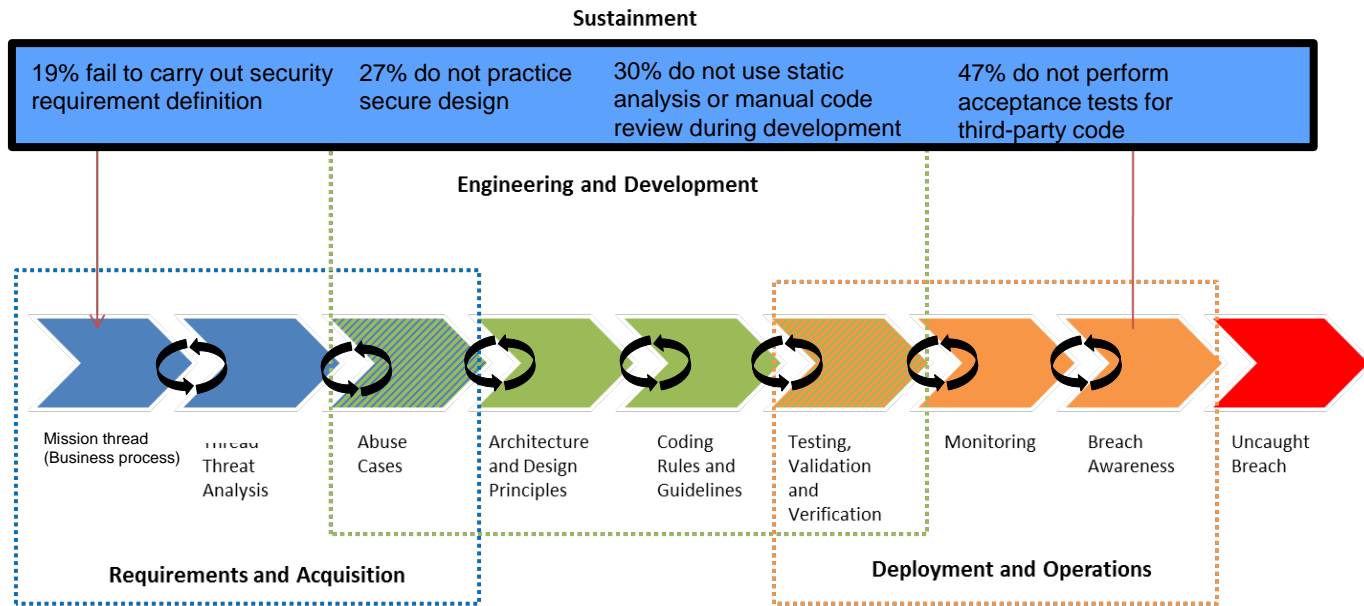 Sustainment
19% fail to carry out security
requirement definition
27% do not practice
secure design
30% do not use static
analysis or manual code
review during development
47% do not perform
acceptance tests for
third-party code
Engineering and Development
Mission thread
(Business process)
Thread
Threat
Analysis
Abuse
Cases
Architecture
and Design
Principles
Coding
Rules and
Guidelines
Testing,
Validation
and
Verification
Monitoring
Breach
Awareness
Uncaught
Breach
Requirements and Acquisition
Deployment and Operations